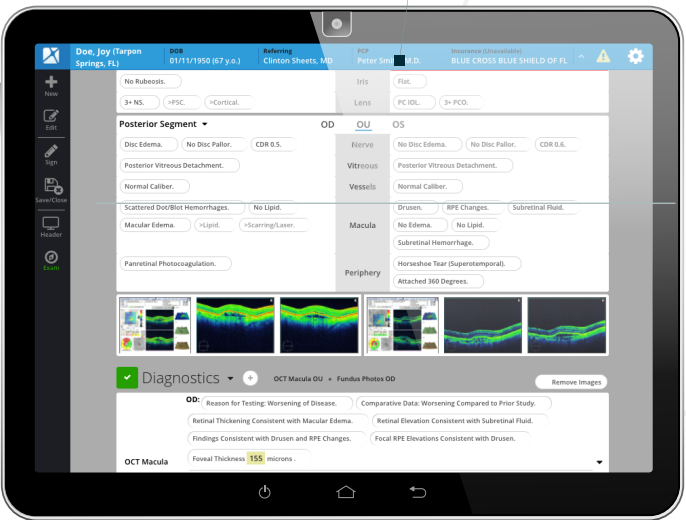 Doe, Joy (Tarpon Springs, FL) DOB Referring PCP Insurance (Unavailable)
01/11/1950 (67 y.o.) Clinton Sheets, MD Peter M.D. BLUE CROSS BLUE SHIELD OF FL
New
Edit
Sign
Save/Close
Header
Exam
No Rubeosis. Iris Flat.
3+ NS. >PSC. >Cortical. Lens PC IOL. 3+ PCO.
Posterior Segment OD OU OS
Disc Edema. No Disc Pallor. CDR 0.5. Nerve No Disc Edema. No Disc Pallor. CDR 0.6.
Posterior Vitreous Detachment. Vitreous Posterior Vitreous Detachment.
Normal Caliber. Vessels Normal Caliber.
Scattered Dot/Blot Hemorrhages. No Lipid. Drusen. RPE Changes. Subretinal Fluid.
Macular Edema. >Lipid. >Scarring/Laser. Macula No Edema. No Lipid.
Subretinal Hemorrhage.
Panretinal Photocoagulation. Periphery Horseshoe Tear (Superotemporal).
Attached 360 Degrees.
Diagnostics + OCT Macula OU • Fundus Photos OD Remove Images
OD: Reason for Testing: Worsening of Disease. Comparative Data: Worsening Compared to Prior Study.
Retinal Thickening Consistent with Macular Edema. Retinal Elevation Consistent with Subretinal Fluid.
Findings Consistent with Drusen and RPE Changes. Focal RPE Elevations Consistent with Drusen.
OCT Macula Foveal Thickness 155 microns .